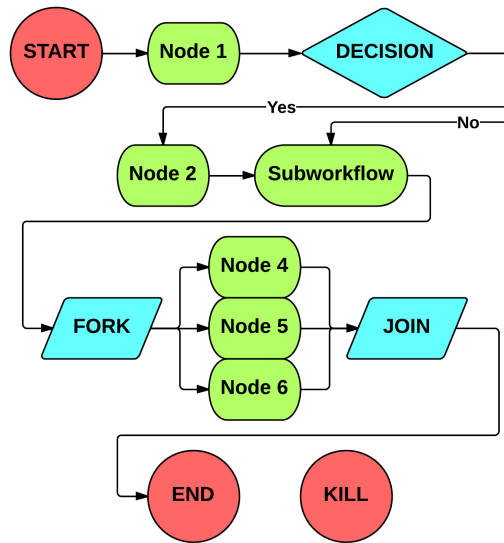 START
Node 1
DECISION
Yes
No
Node 2
Subworkflow
Node 4
FORK
Node 5
JOIN
Node 6
END
KILL